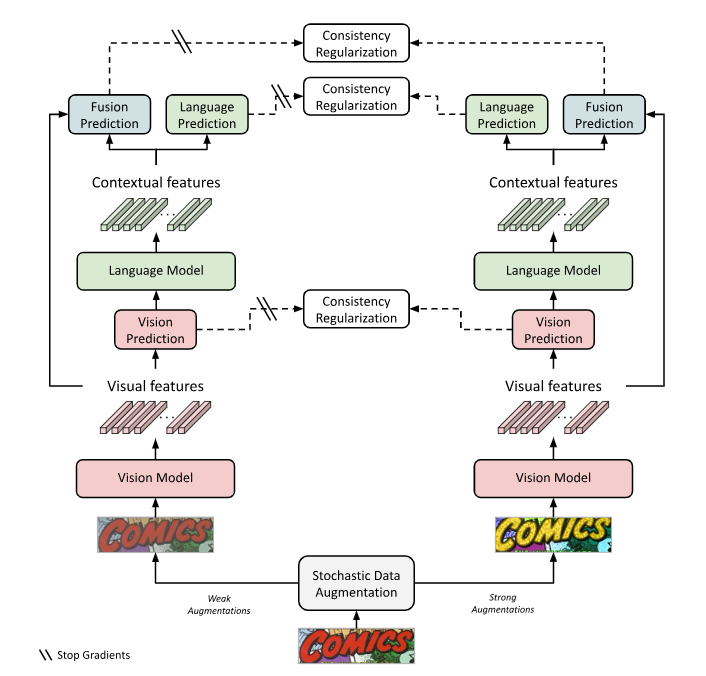 Consistency
Regularization
Consistency
Regularization
Fusion
Prediction
Language
Prediction
Language
Prediction
Fusion
Prediction
Contextual features
Contextual features
Language Model
Language Model
Vision
Prediction
Consistency
Regularization
Vision
Prediction
Visual features
Visual features
Vision Model
Vision Model
COMICS
COMICS
Stochastic Data
Augmentation
Weak
Augmentations
Strong
Augmentations
COMICS
Stop Gradients